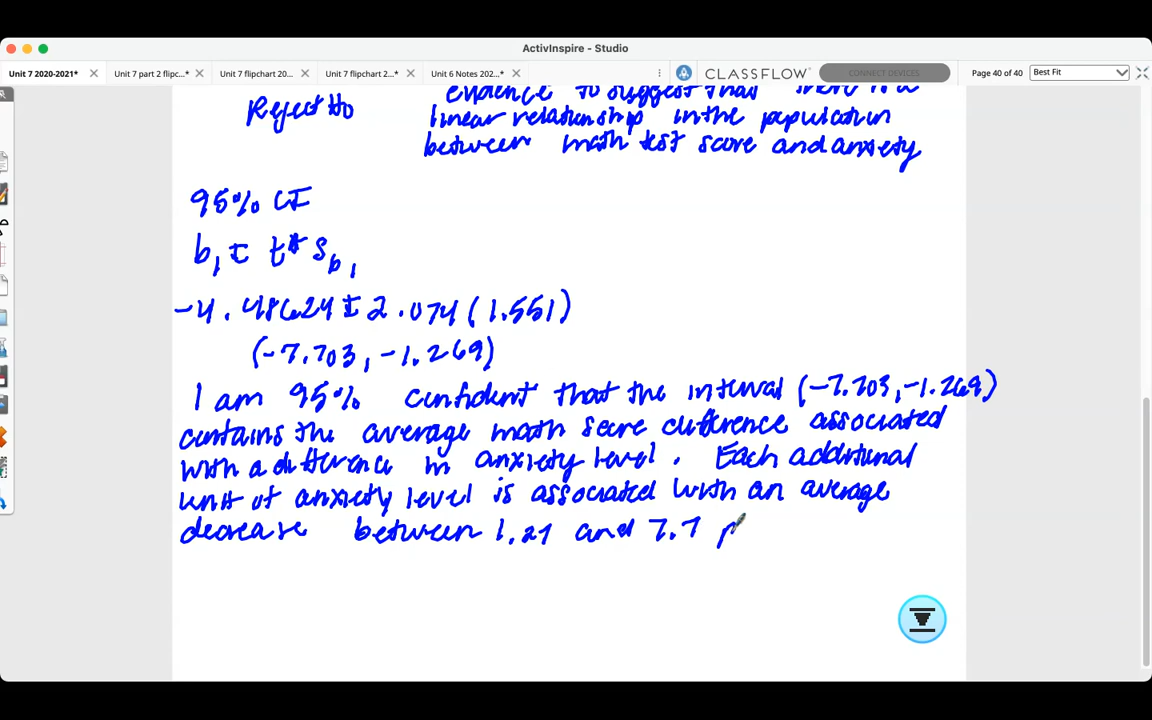 ActivInspire - Studio
Unit 7 2020-2021*
Unit 7 part 2 flipc...*
Unit 7 flipchart 20...
Unit 7 flipchart 2...*
Unit 6 Notes 202...*
CLASSFLOW
CONNECT DEVICES
Page 40 of 40
Best Fit
Reject Ho
evidence to suggest that there is a
linear relationship in the population
between math test score and anxiety
95% CI
b₁ ± t* S_b₁
-4.48624 ± 2.074(1.551)
(-7.703, -1.269)
I am 95% confident that the interval (-7.703, -1.269)
contains the average math score difference associated
with a difference in anxiety level. Each additional
unit of anxiety level is associated with an average
decrease between 1.27 and 7.7 p